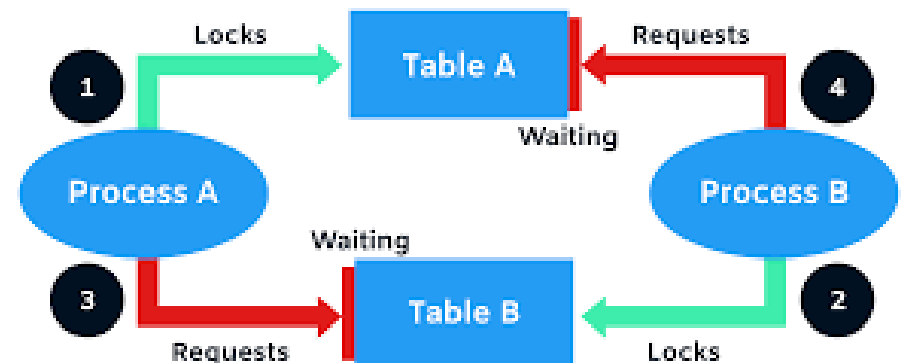 Locks
Table A
Requests
1
4
Waiting
Process A
Process B
Waiting
3
Table B
2
Requests
Locks